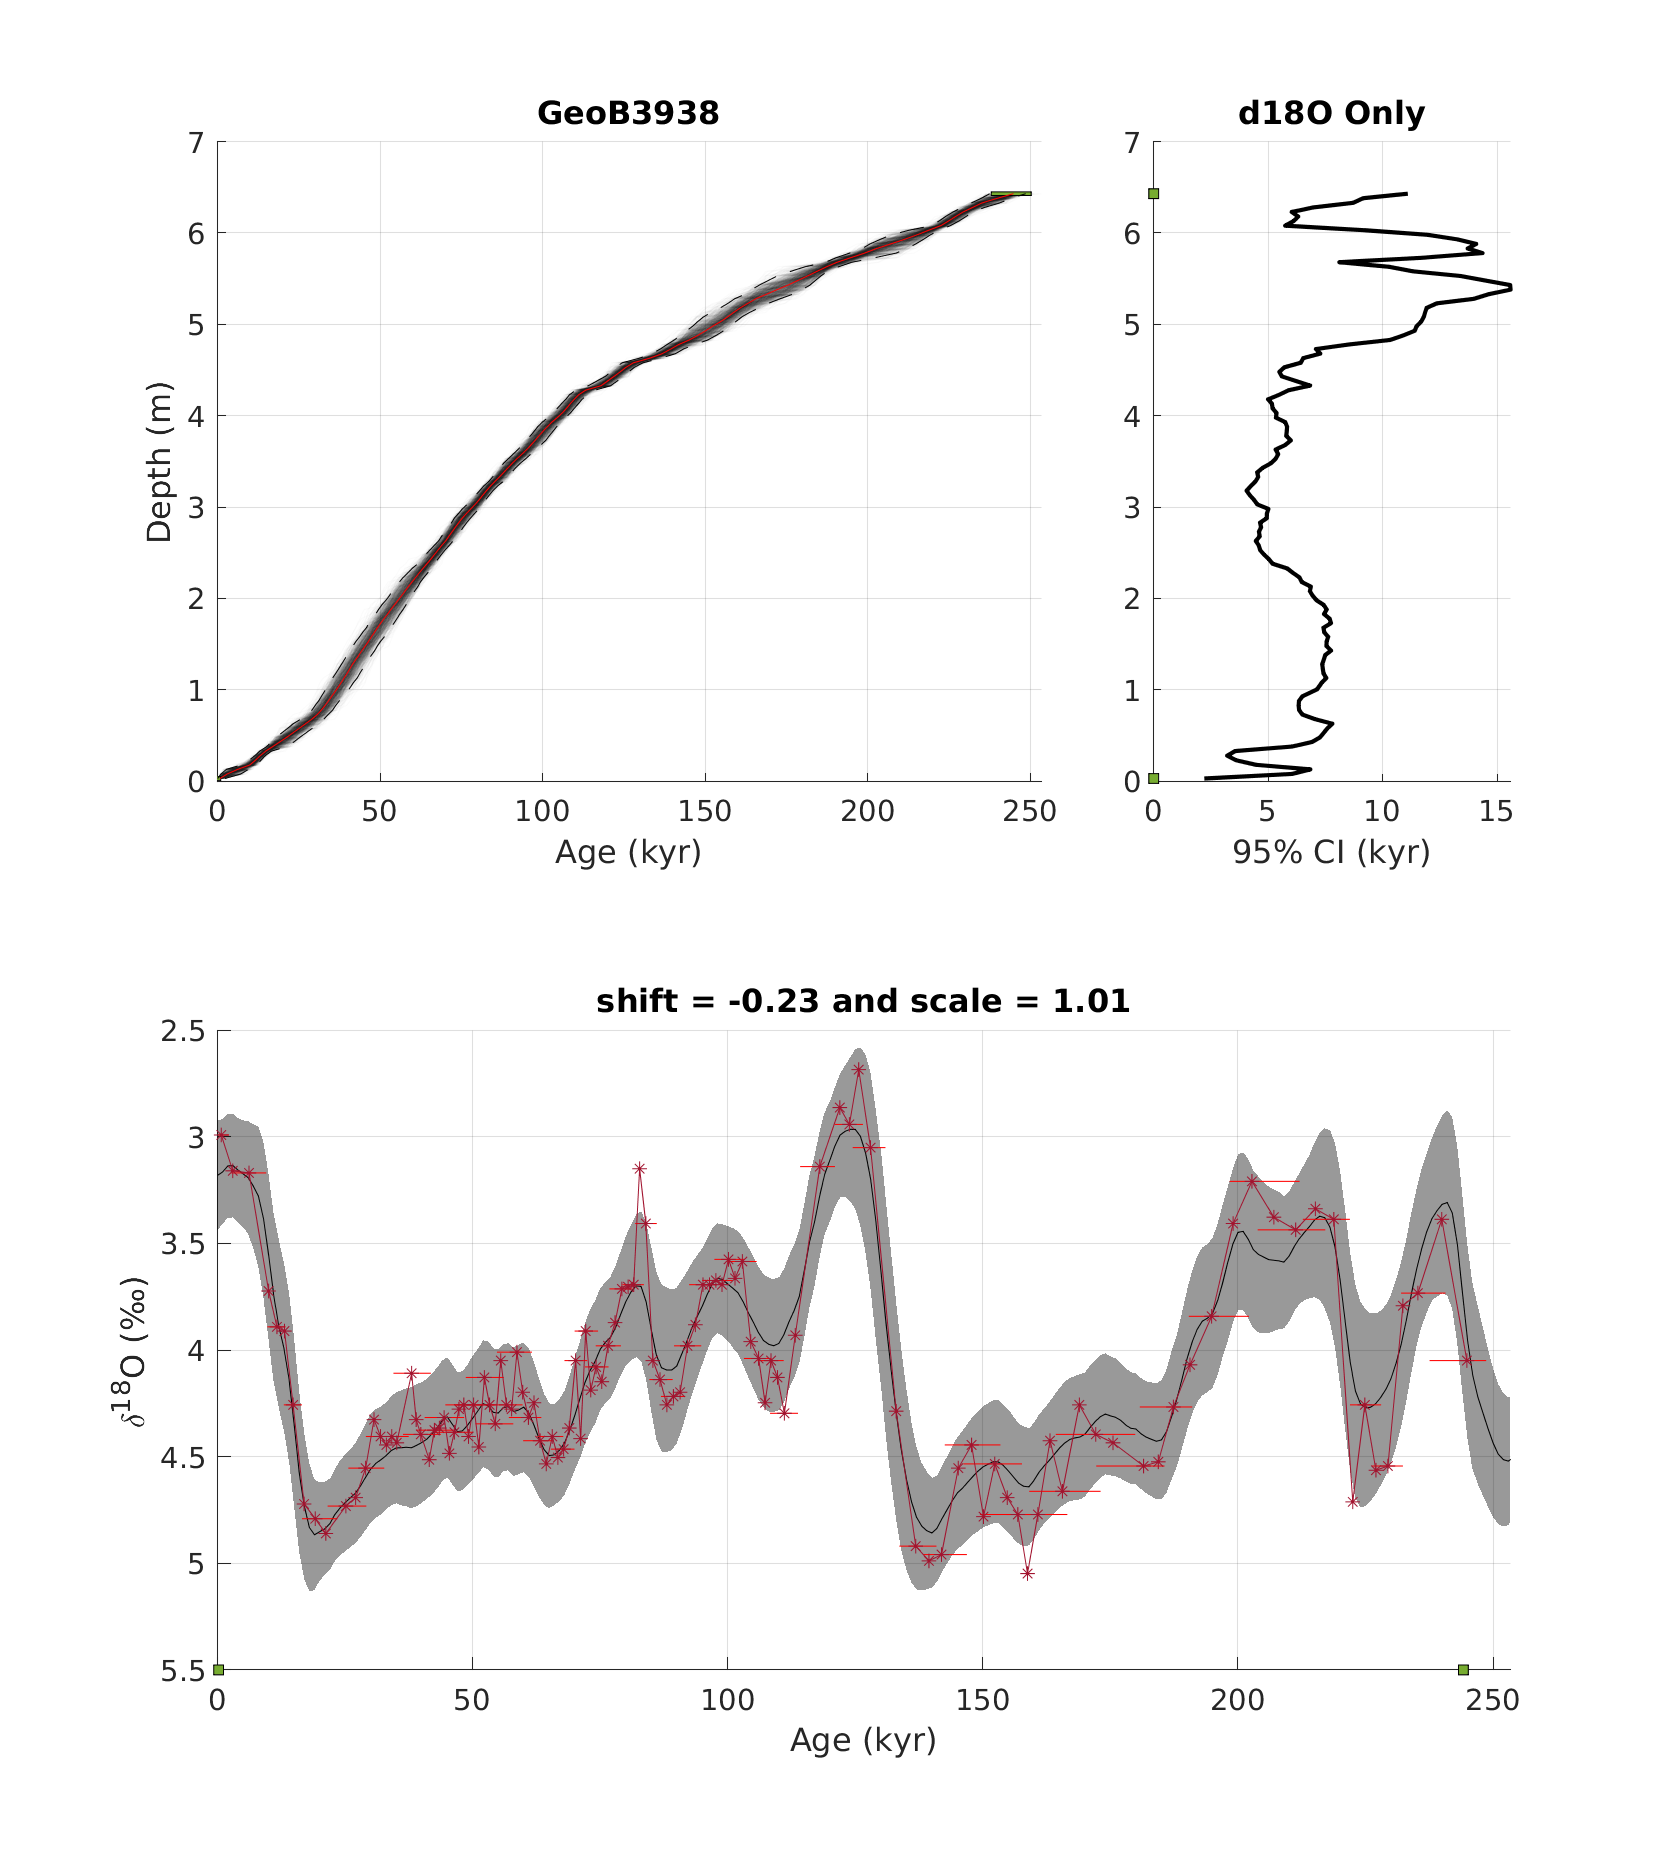 GeoB3938
d18O Only
7
6
5
4
3
2
1
0
Depth (m)
0 50 100 150 200 250
Age (kyr)
7
6
5
4
3
2
1
0
0 5 10 15
95% CI (kyr)
shift = -0.23 and scale = 1.01
2.5
3
3.5
4
4.5
5
5.5
δ18O (‰)
0 50 100 150 200 250
Age (kyr)